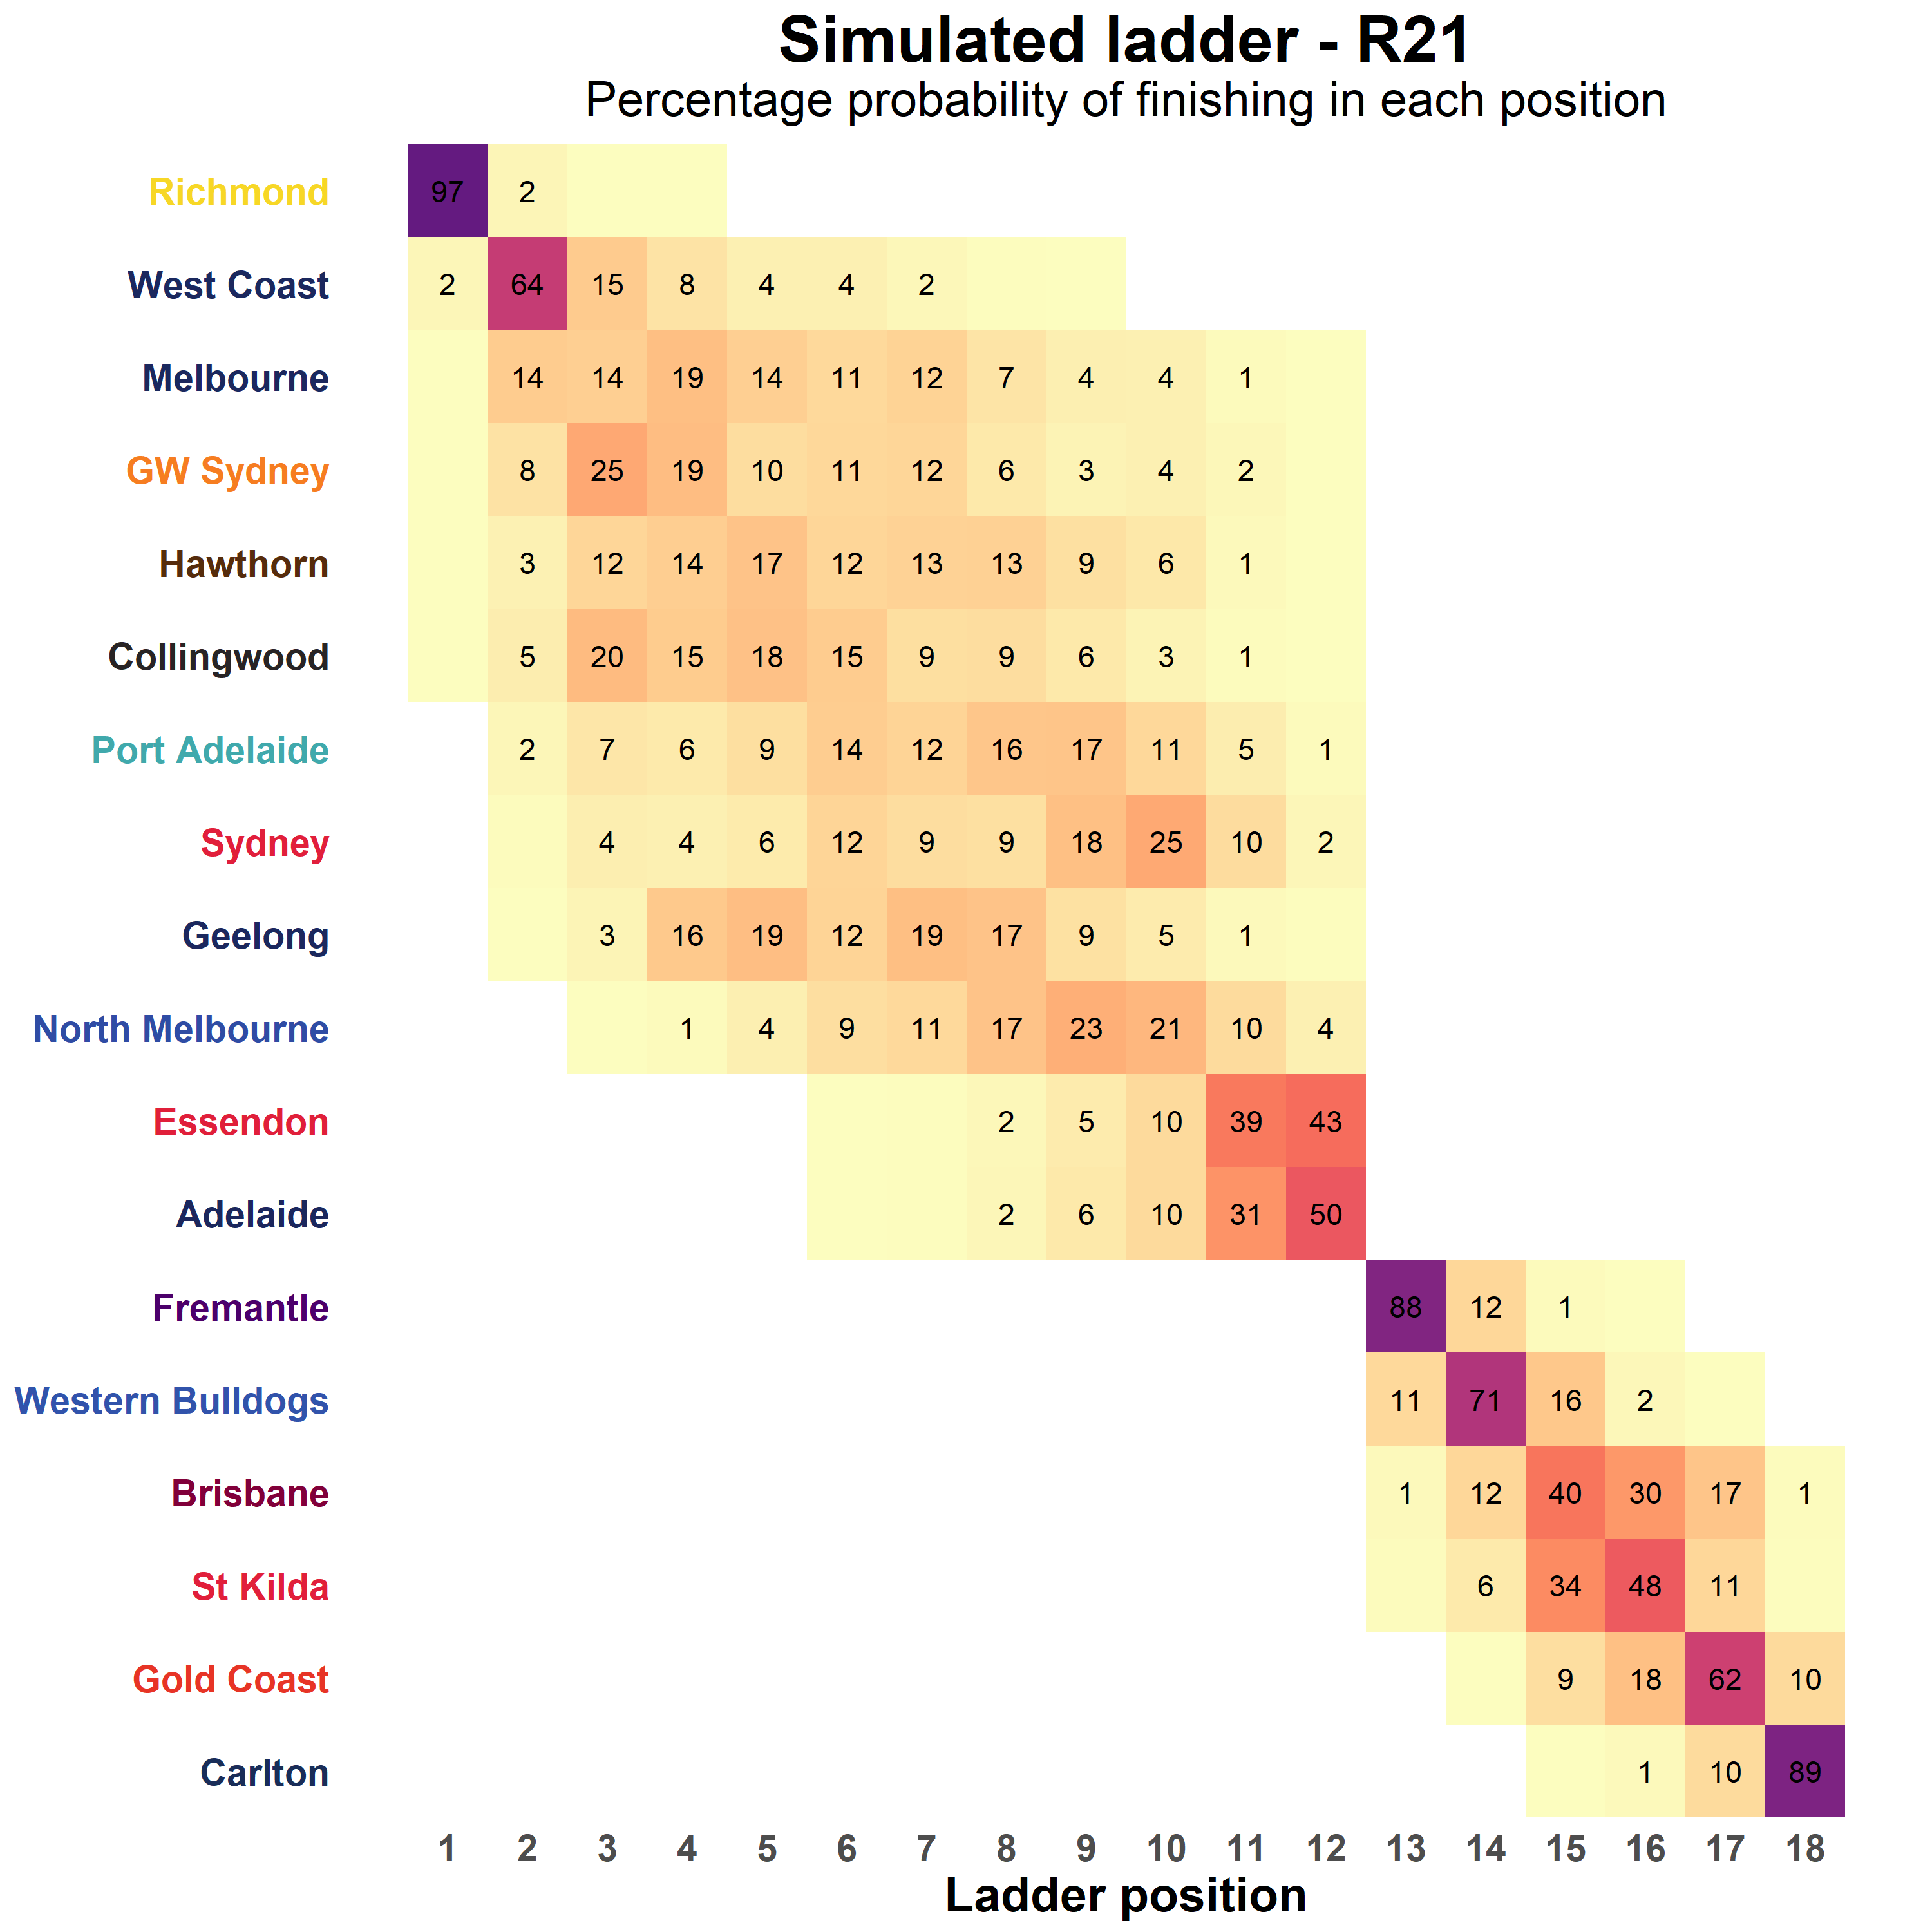 Simulated ladder - R21
Percentage probability of finishing in each position
Richmond 97 2
West Coast 2 64 15 8 4 4 2
Melbourne 14 14 19 14 11 12 7 4 4 1
GW Sydney 8 25 19 10 11 12 6 3 4 2
Hawthorn 3 12 14 17 12 13 13 9 6 1
Collingwood 5 20 15 18 15 9 9 6 3 1
Port Adelaide 2 7 6 9 14 12 16 17 11 5 1
Sydney 4 4 6 12 9 9 18 25 10 2
Geelong 3 16 19 12 19 17 9 5 1
North Melbourne 1 4 9 11 17 23 21 10 4
Essendon 2 5 10 39 43
Adelaide 2 6 10 31 50
Fremantle 88 12 1
Western Bulldogs 11 71 16 2
Brisbane 1 12 40 30 17 1
St Kilda 6 34 48 11
Gold Coast 9 18 62 10
Carlton 1 10 89
1 2 3 4 5 6 7 8 9 10 11 12 13 14 15 16 17 18
Ladder position